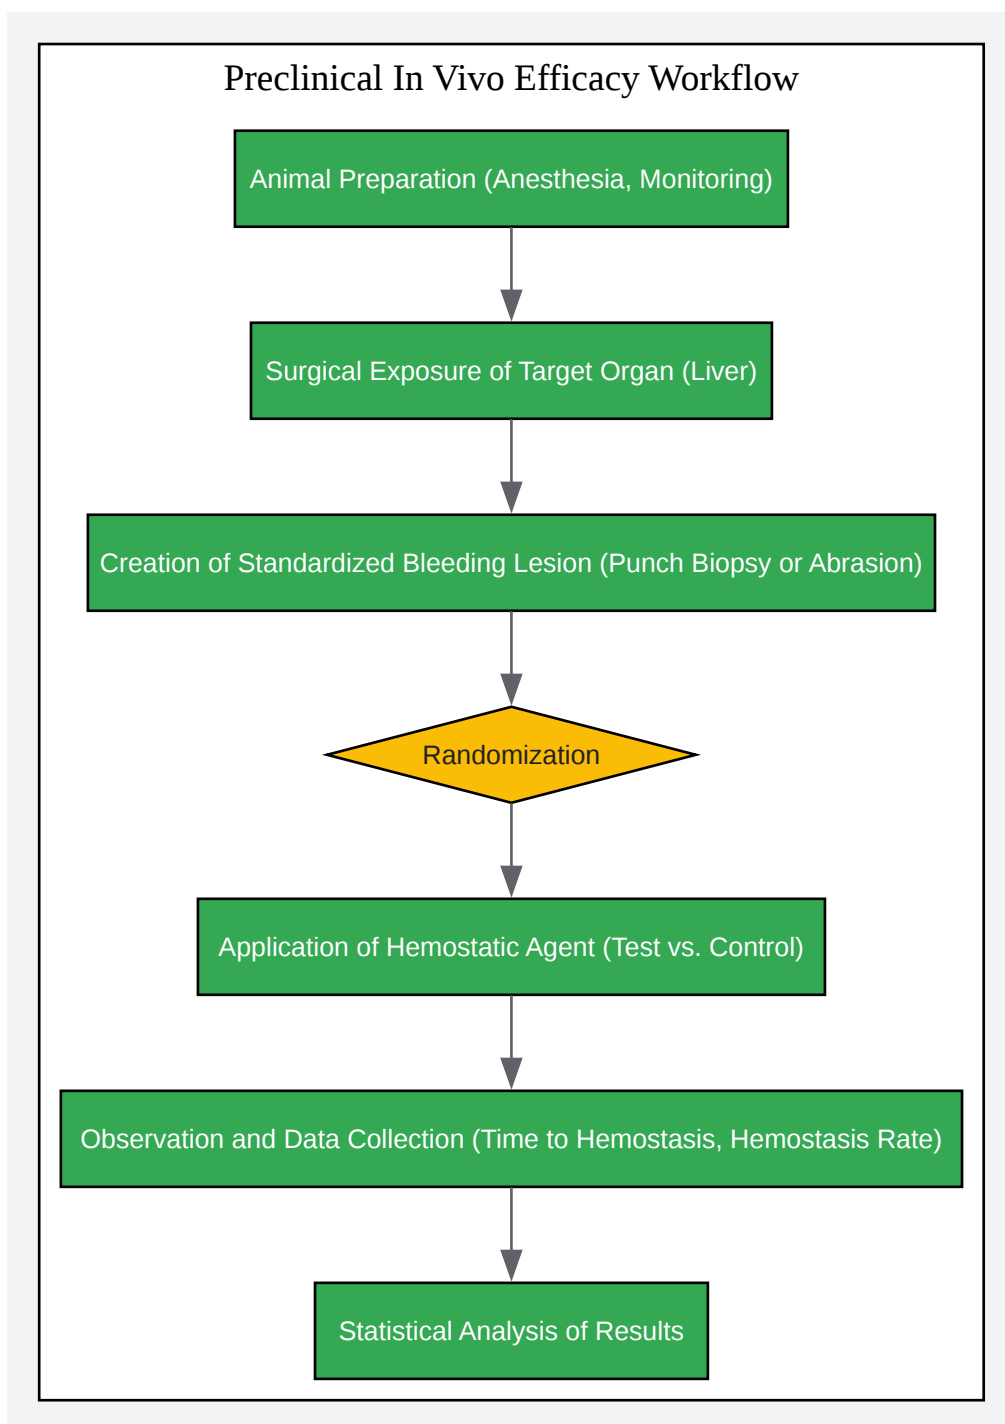 Preclinical In Vivo Efficacy Workflow
Animal Preparation (Anesthesia, Monitoring)
Surgical Exposure of Target Organ (Liver)
Creation of Standardized Bleeding Lesion (Punch Biopsy or Abrasion)
Randomization
Application of Hemostatic Agent (Test vs. Control)
Observation and Data Collection (Time to Hemostasis, Hemostasis Rate)
Statistical Analysis of Results